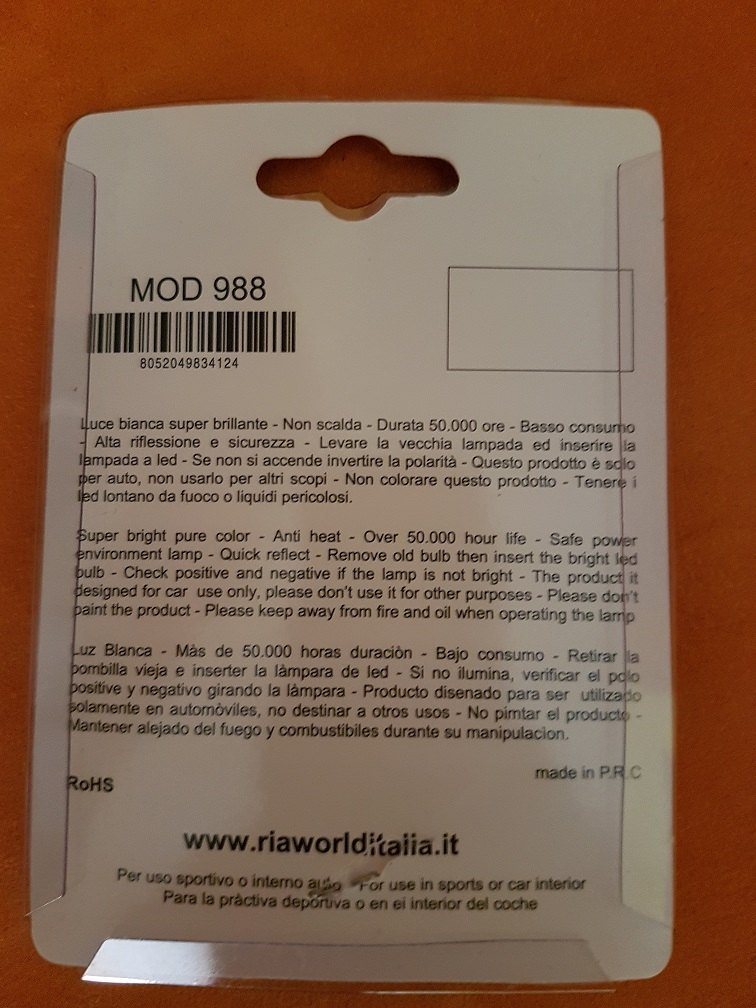 MOD 988
8052049834124
Luce bianca super brillante - Non scalda - Durata 50.000 ore - Basso consumo
- Alta riflessione e sicurezza - Levare la vecchia lampada ed inserire la
lampada a led - Se non si accende invertire la polarità - Questo prodotto è solo
per auto, non usarlo per altri scopi - Non colorare questo prodotto - Tenere i
led lontano da fuoco o liquidi pericolosi.
Super bright pure color - Anti heat - Over 50.000 hour life - Safe power
environment lamp - Quick reflect - Remove old bulb then insert the bright led
bulb - Check positive and negative if the lamp is not bright - The product it
designed for car use only, please don't use it for other purposes - Please don't
paint the product - Please keep away from fire and oil when operating the lamp
Luz Blanca - Màs de 50.000 horas duraciòn - Bajo consumo - Retirar la
bombilla vieja e inserter la làmpara de led - Si no ilumina, verificar el polo
positive y negativo girando la làmpara - Producto disenado para ser utilizado
solamente en automòviles, no destinar a otros usos - No pimtar el producto -
Mantener alejado del fuego y combustibiles durante su manipulacion.
made in P.R.C
RoHS
www.riaworlditalia.it
Per uso sportivo o interno auto - For use in sports or car interior
Para la pràctiva deportiva o en ei interior del coche